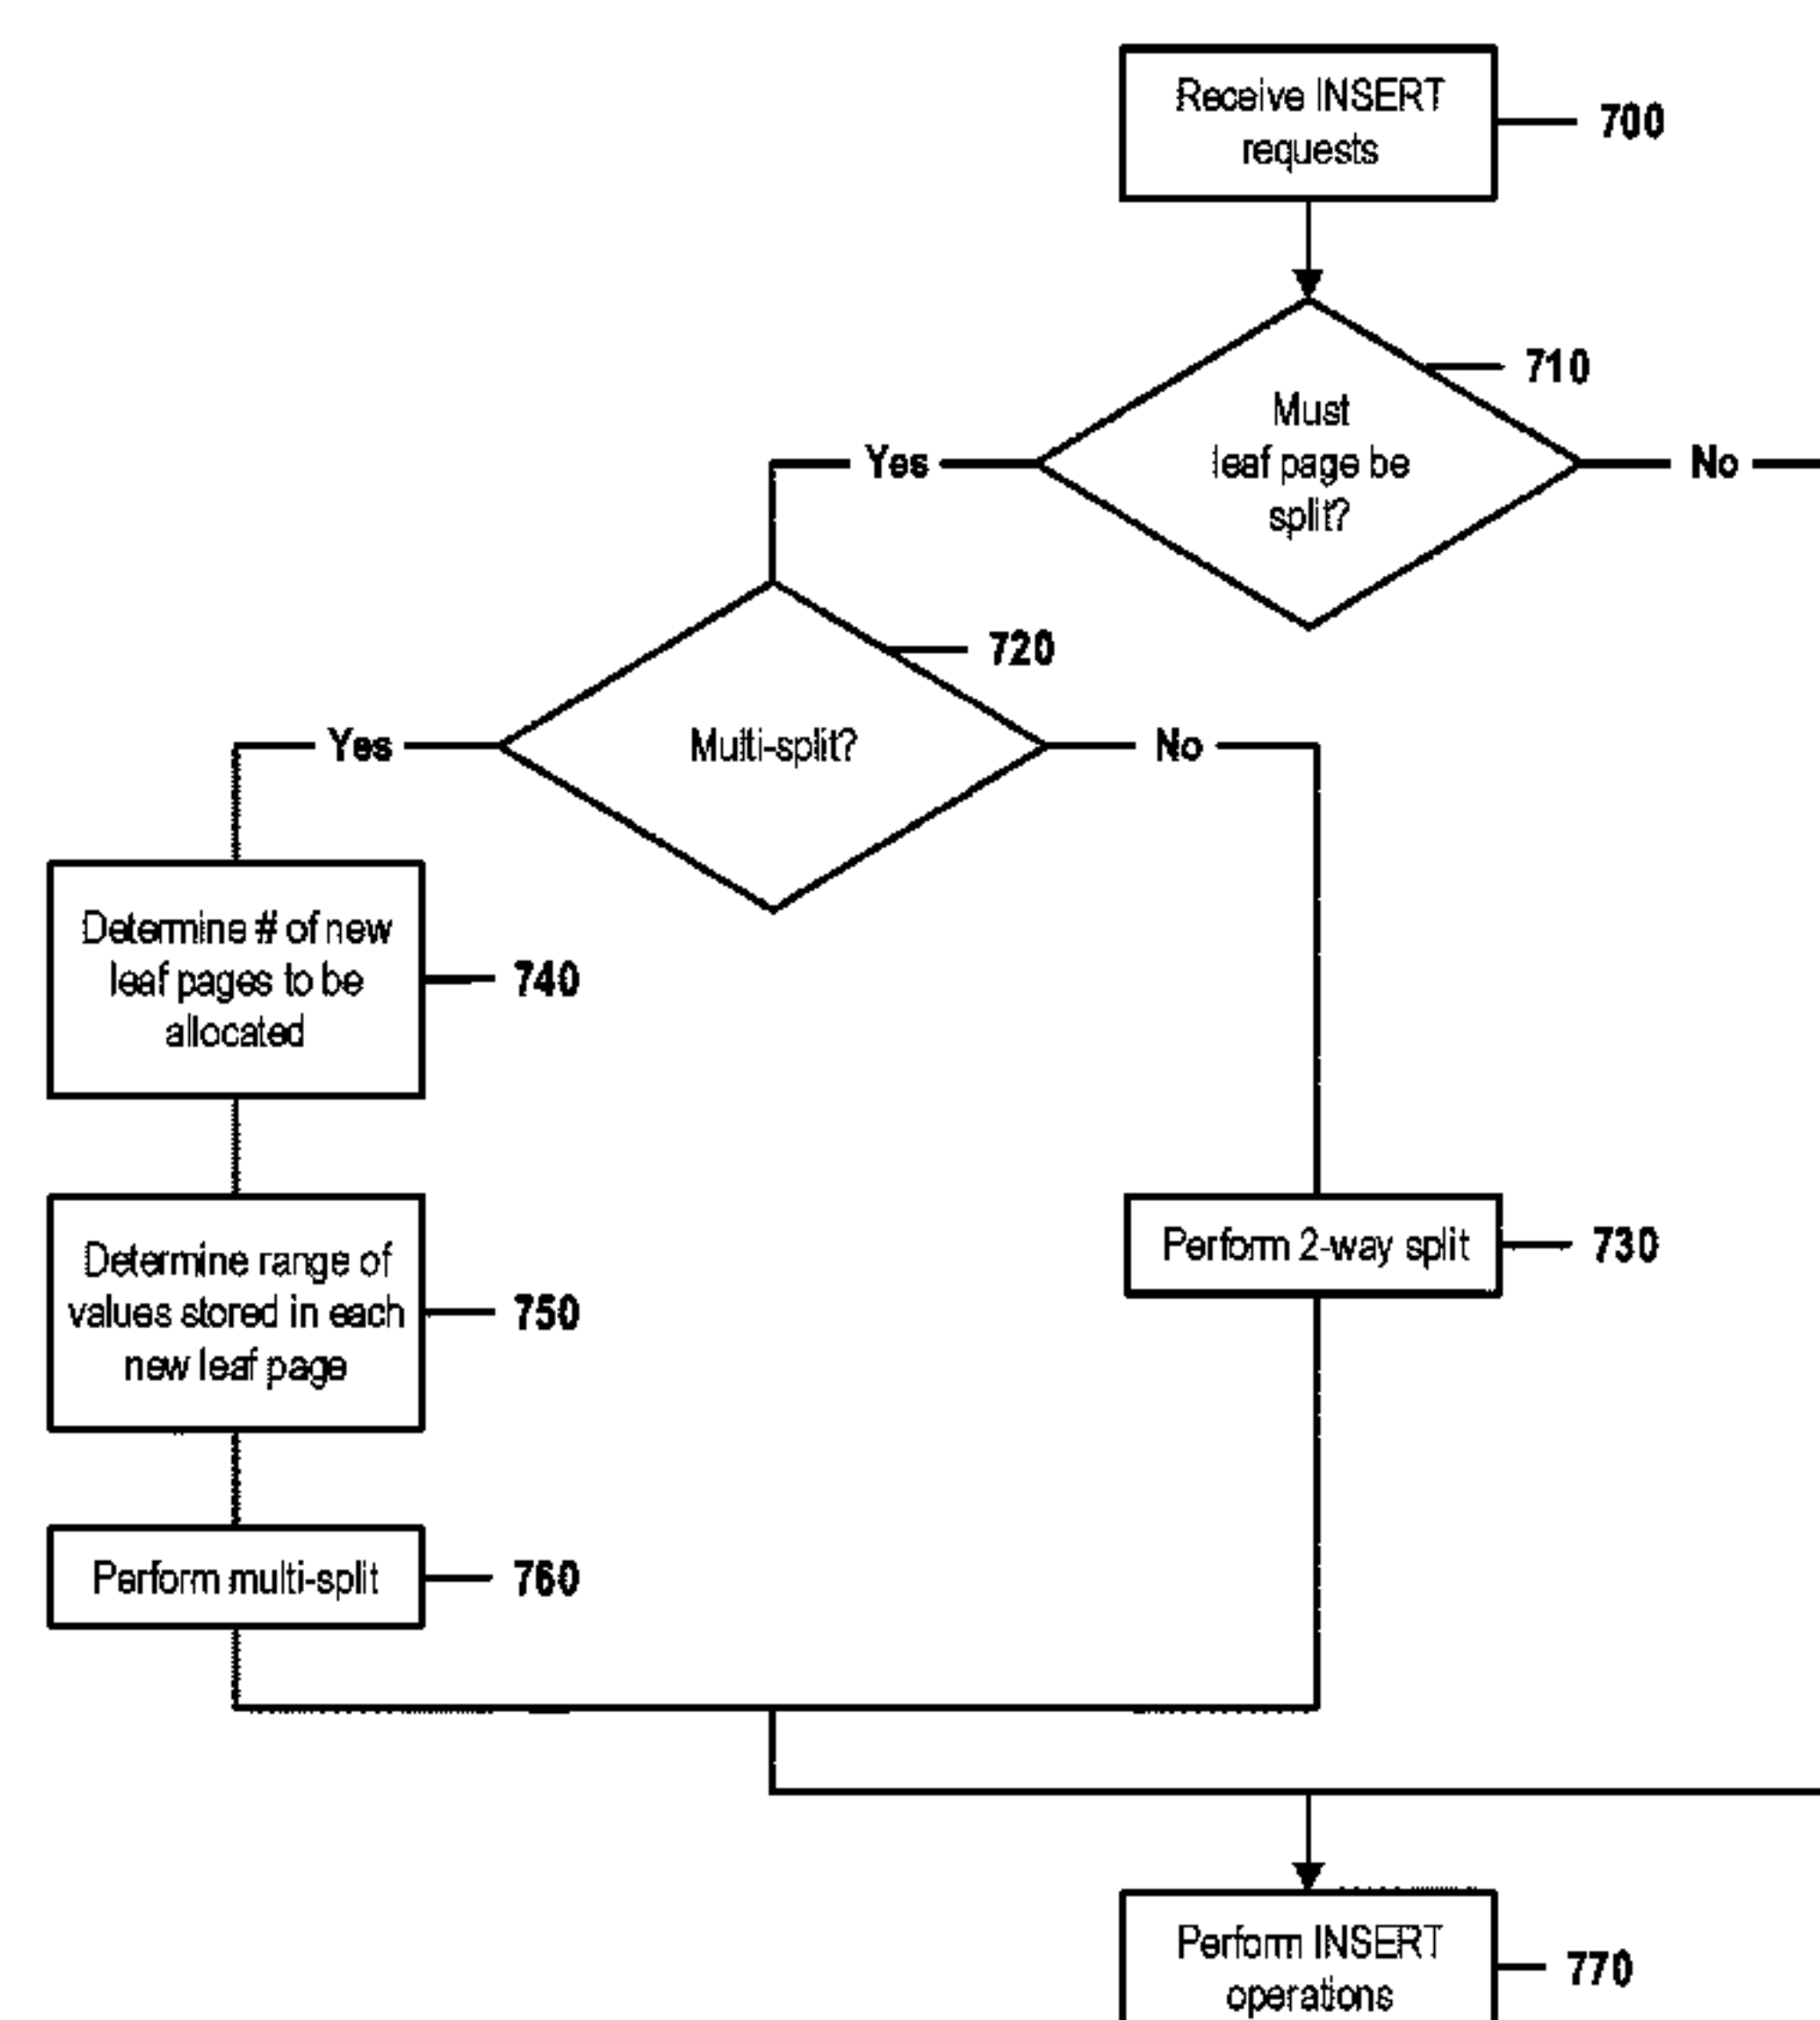 Receive INSERT
requests
700
710
Must
leaf page be
split?
Yes
No
720
Multi-split?
Yes
No
Determine # of new
leaf pages to be
allocated
740
Determine range of
values stored in each
new leaf page
750
Perform 2-way split
730
Perform multi-split
760
Perform INSERT
operations
770